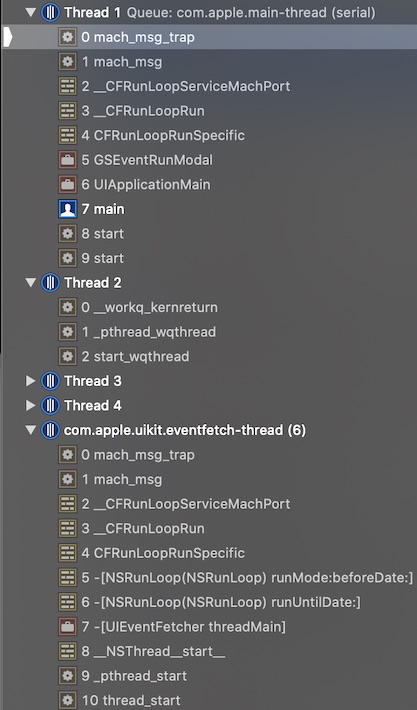 Thread 1 Queue: com.apple.main-thread (serial)
0 mach_msg_trap
1 mach_msg
2 __CFRunLoopServiceMachPort
3 __CFRunLoopRun
4 CFRunLoopRunSpecific
5 GSEventRunModal
6 UIApplicationMain
7 main
8 start
9 start
Thread 2
0 __workq_kernreturn
1 _pthread_wqthread
2 start_wqthread
Thread 3
Thread 4
com.apple.uikit.eventfetch-thread (6)
0 mach_msg_trap
1 mach_msg
2 __CFRunLoopServiceMachPort
3 __CFRunLoopRun
4 CFRunLoopRunSpecific
5 -[NSRunLoop(NSRunLoop) runMode:beforeDate:]
6 -[NSRunLoop(NSRunLoop) runUntilDate:]
7 -[UIEventFetcher threadMain]
8 __NSThread__start__
9 _pthread_start
10 thread_start